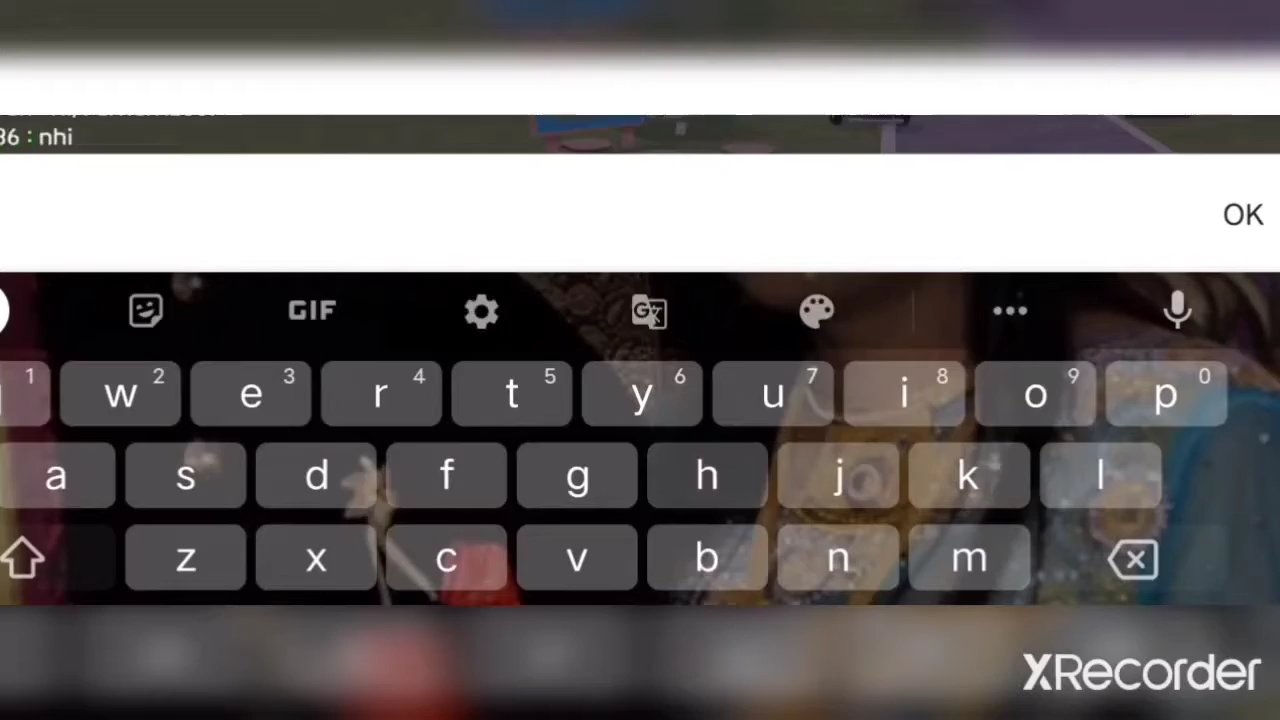 36 : nhi
OK
GIF
G
1 w 2 e 3 r 4 t 5 y 6 u 7 i 8 o 9 p 0
a s d f g h j k l
z x c v b n m
XRecorder